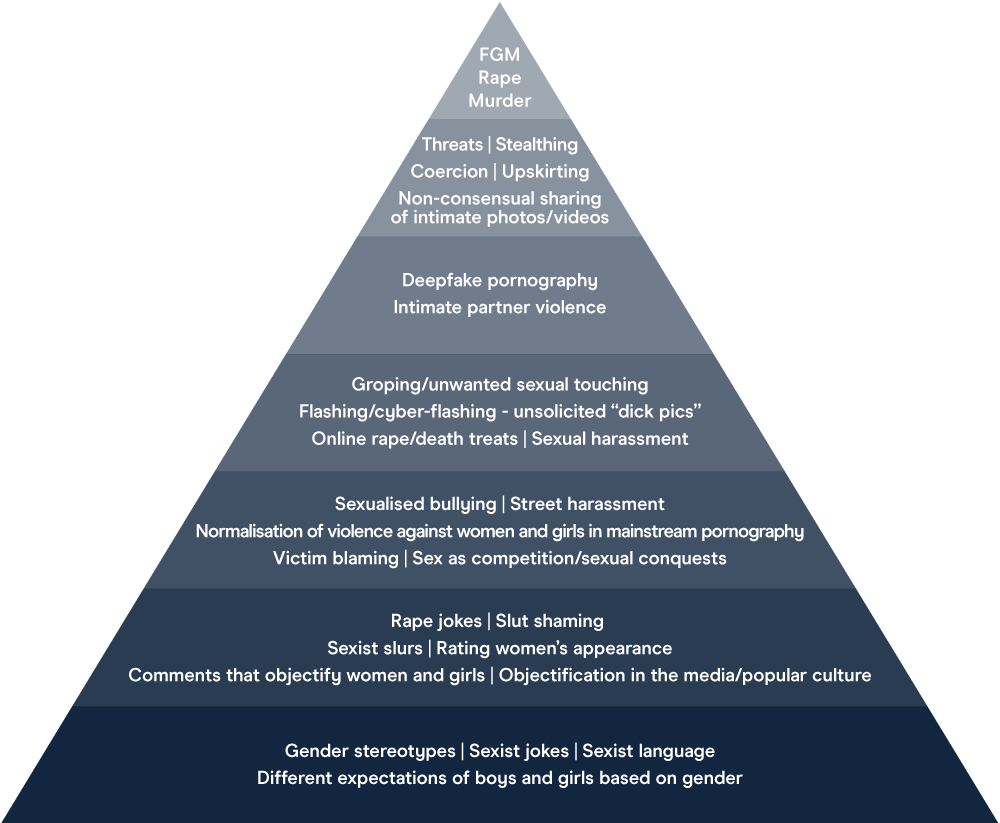 FGM
Rape
Murder
Threats | Stealthing
Coercion | Upskirting
Non-consensual sharing
of intimate photos/videos
Deepfake pornography
Intimate partner violence
Groping/unwanted sexual touching
Flashing/cyber-flashing - unsolicited “dick pics”
Online rape/death treats | Sexual harassment
Sexualised bullying | Street harassment
Normalisation of violence against women and girls in mainstream pornography
Victim blaming | Sex as competition/sexual conquests
Rape jokes | Slut shaming
Sexist slurs | Rating women’s appearance
Comments that objectify women and girls | Objectification in the media/popular culture
Gender stereotypes | Sexist jokes | Sexist language
Different expectations of boys and girls based on gender